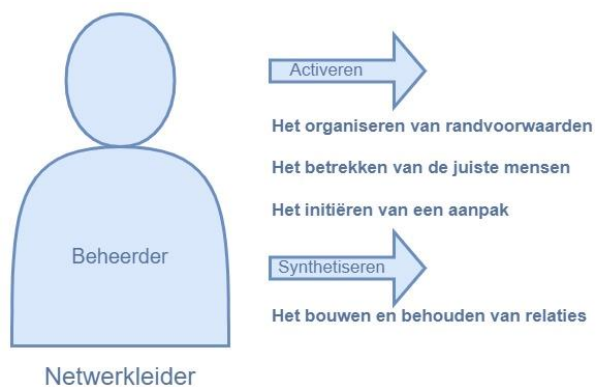 Activeren
Het organiseren van randvoorwaarden
Het betrekken van de juiste mensen
Het initiëren van een aanpak
Beheerder
Synthetiseren
Het bouwen en behouden van relaties
Netwerkleider